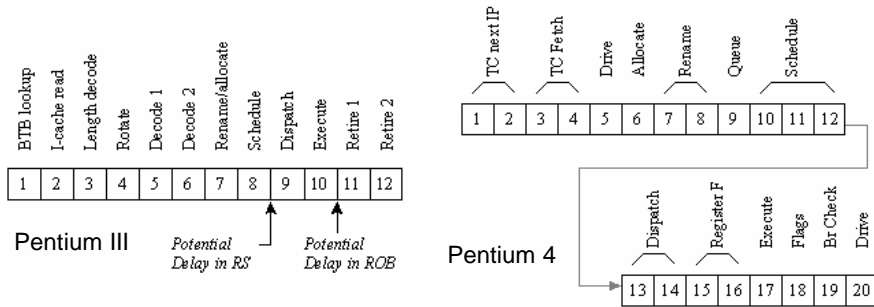 BTB lookup
I-cache read
Length decode
Rotate
Decode 1
Decode 2
Rename/allocate
Schedule
Dispatch
Execute
Retire 1
Retire 2
1 2 3 4 5 6 7 8 9 10 11 12
Potential
Delay in RS
Potential
Delay in ROB
Pentium III
TC next IP
TC Fetch
Drive
Allocate
Rename
Queue
Schedule
1 2 3 4 5 6 7 8 9 10 11 12
Dispatch
Register F
Execute
Flags
Br Check
Drive
13 14 15 16 17 18 19 20
Pentium 4